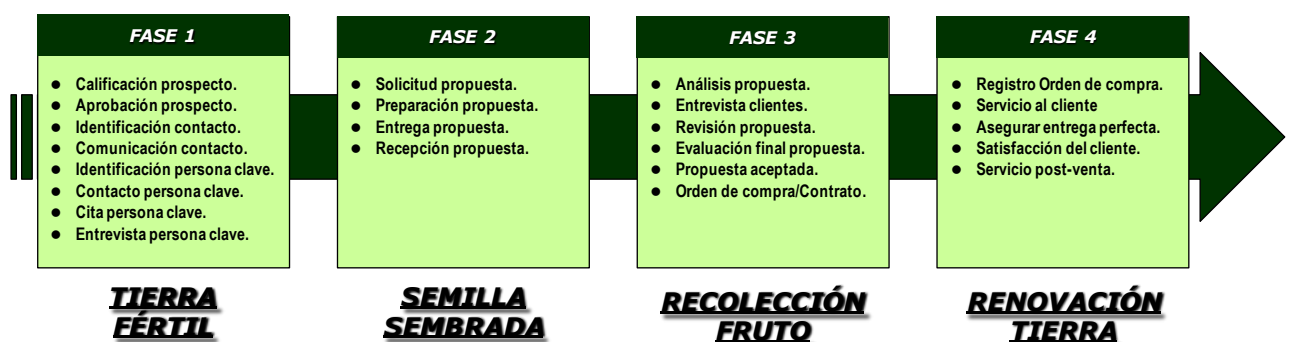 FASE 1
Calificación prospecto.
Aprobación prospecto.
Identificación contacto.
Comunicación contacto.
Identificación persona clave.
Contacto persona clave.
Cita persona clave.
Entrevista persona clave.
TIERRA
FÉRTIL
FASE 2
Solicitud propuesta.
Preparación propuesta.
Entrega propuesta.
Recepción propuesta.
SEMILLA
SEMBRADA
FASE 3
Análisis propuesta.
Entrevista clientes.
Revisión propuesta.
Evaluación final propuesta.
Propuesta aceptada.
Orden de compra/Contrato.
RECOLECCIÓN
FRUTO
FASE 4
Registro Orden de compra.
Servicio al cliente
Asegurar entrega perfecta.
Satisfacción del cliente.
Servicio post-venta.
RENOVACIÓN
TIERRA